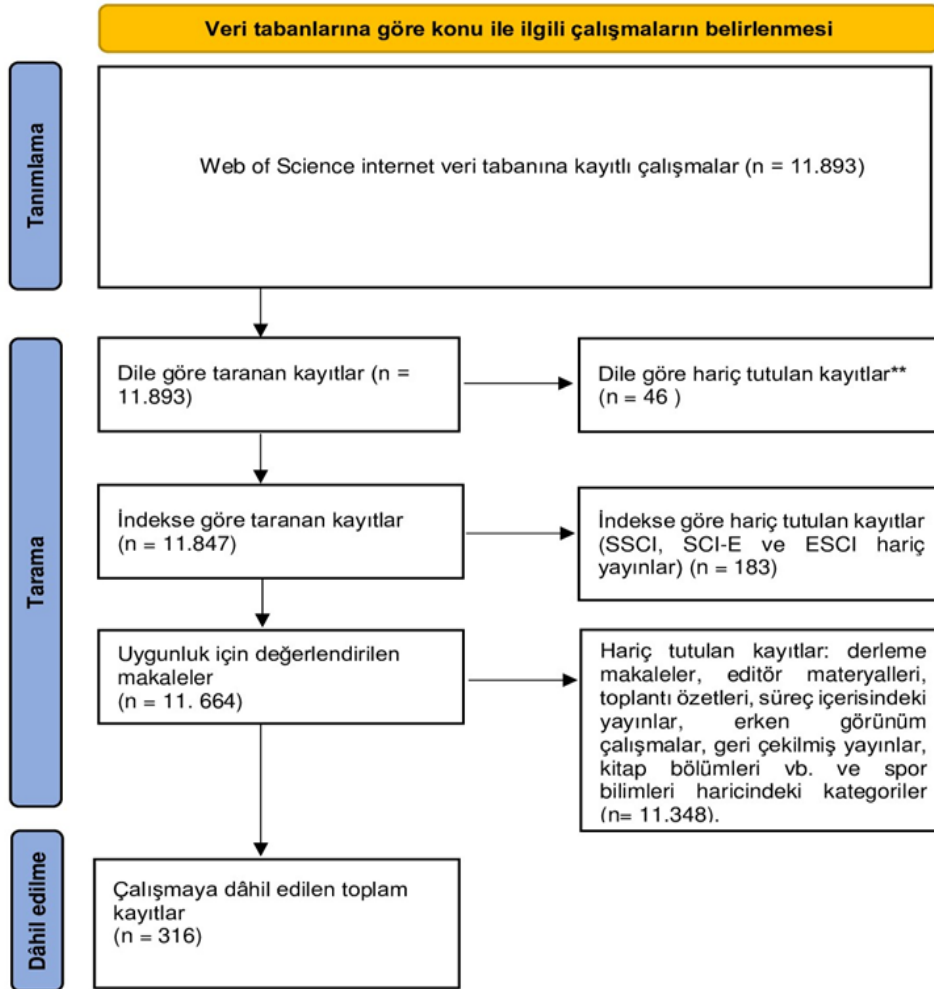 Veri tabanlarına göre konu ile ilgili çalışmaların belirlenmesi
Tanımlama
Web of Science internet veri tabanına kayıtlı çalışmalar (n = 11.893)
Tarama
Dile göre taranan kayıtlar (n =
11.893)
Dile göre hariç tutulan kayıtlar**
(n = 46 )
İndekse göre taranan kayıtlar
(n = 11.847)
İndekse göre hariç tutulan kayıtlar
(SSCI, SCI-E ve ESCI hariç
yayınlar) (n = 183)
Uygunluk için değerlendirilen
makaleler
(n = 11. 664)
Hariç tutulan kayıtlar: derleme
makaleler, editör materyalleri,
toplantı özetleri, süreç içerisindeki
yayınlar, erken görünüm
çalışmalar, geri çekilmiş yayınlar,
kitap bölümleri vb. ve spor
bilimleri haricindeki kategoriler
(n= 11.348).
Dâhil edilme
Çalışmaya dâhil edilen toplam
kayıtlar
(n = 316)